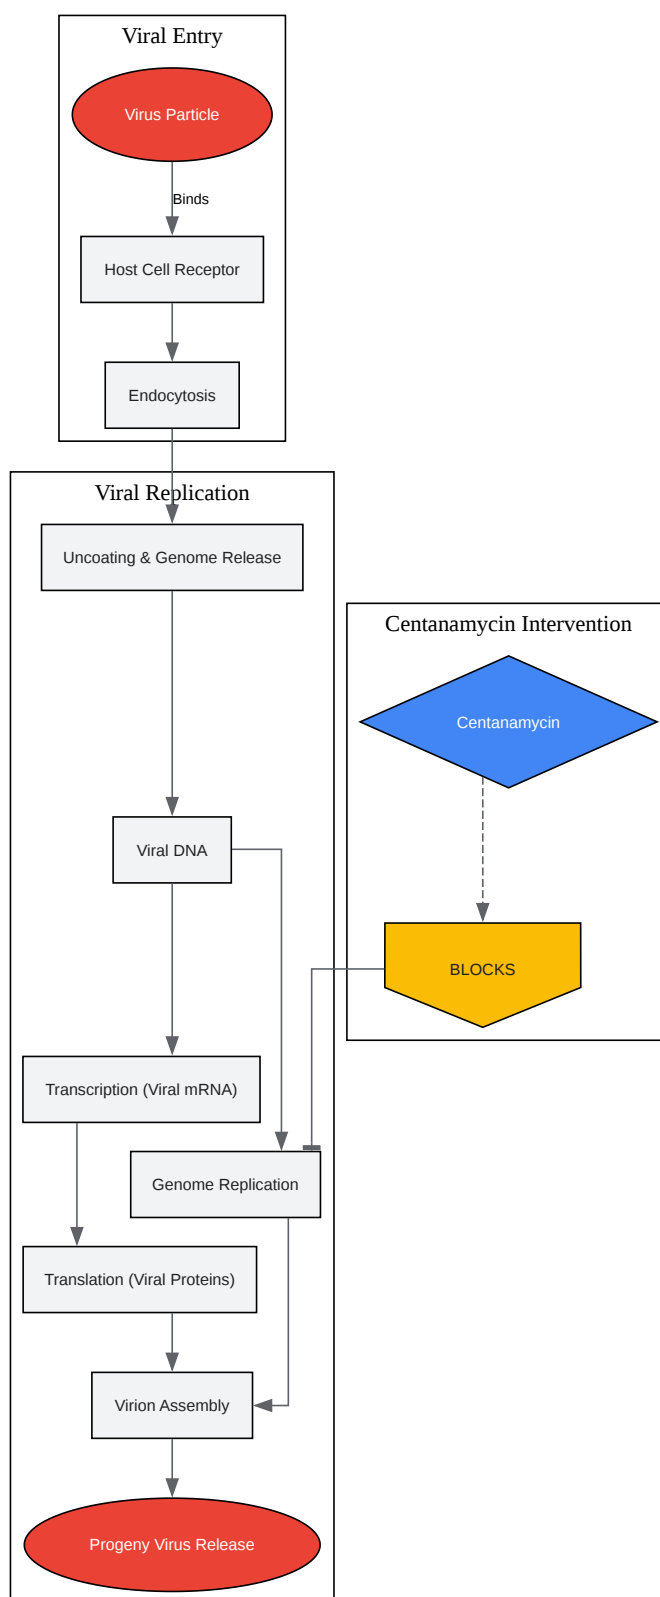 Viral Entry
Virus Particle
Binds
Host Cell Receptor
Endocytosis
Viral Replication
Uncoating & Genome Release
Centanamycin Intervention
Centanamycin
Viral DNA
BLOCKS
Transcription (Viral mRNA)
Genome Replication
Translation (Viral Proteins)
Virion Assembly
Progeny Virus Release